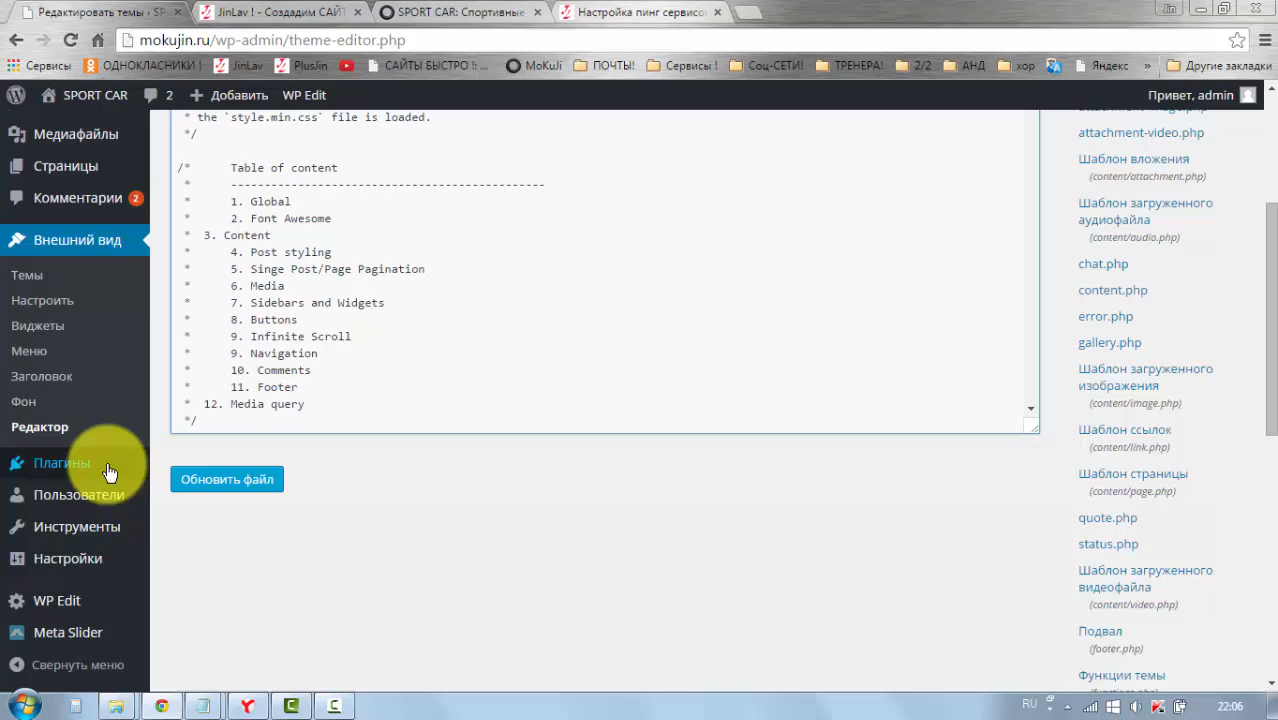 Редактировать темы ‹ S
JinLav ! - Создадим САЙТ
SPORT CAR: Спортивные
Настройка пинг сервисов
mokujin.ru/wp-admin/theme-editor.php
Сервисы
ОДНОКЛАСНИКИ !
JinLav
PlusJin
САЙТЫ БЫСТРО !: ...
MoKuJi
ПОЧТЫ!
Сервисы !
Соц-СЕТИ!
ТРЕНЕРА!
2/2
АНД
хор
Яндекс
»
Другие закладки
SPORT CAR
2
Добавить
WP Edit
Привет, admin
Медиафайлы
Страницы
Комментарии 2
Внешний вид
Темы
Настроить
Виджеты
Меню
Заголовок
Фон
Редактор
Плагины
Пользователи
Инструменты
Настройки
WP Edit
Meta Slider
Свернуть меню
* the `style.min.css` file is loaded.
*/
/* Table of content
* -----------------------------------------------
* 1. Global
* 2. Font Awesome
* 3. Content
* 4. Post styling
* 5. Singe Post/Page Pagination
* 6. Media
* 7. Sidebars and Widgets
* 8. Buttons
* 9. Infinite Scroll
* 9. Navigation
* 10. Comments
* 11. Footer
* 12. Media query
*/
Обновить файл
attachment-video.php
Шаблон вложения
(content/attachment.php)
Шаблон загруженного
аудиофайла
(content/audio.php)
chat.php
content.php
error.php
gallery.php
Шаблон загруженного
изображения
(content/image.php)
Шаблон ссылок
(content/link.php)
Шаблон страницы
(content/page.php)
quote.php
status.php
Шаблон загруженного
видеофайла
(content/video.php)
Подвал
(footer.php)
Функции темы
RU
22:06